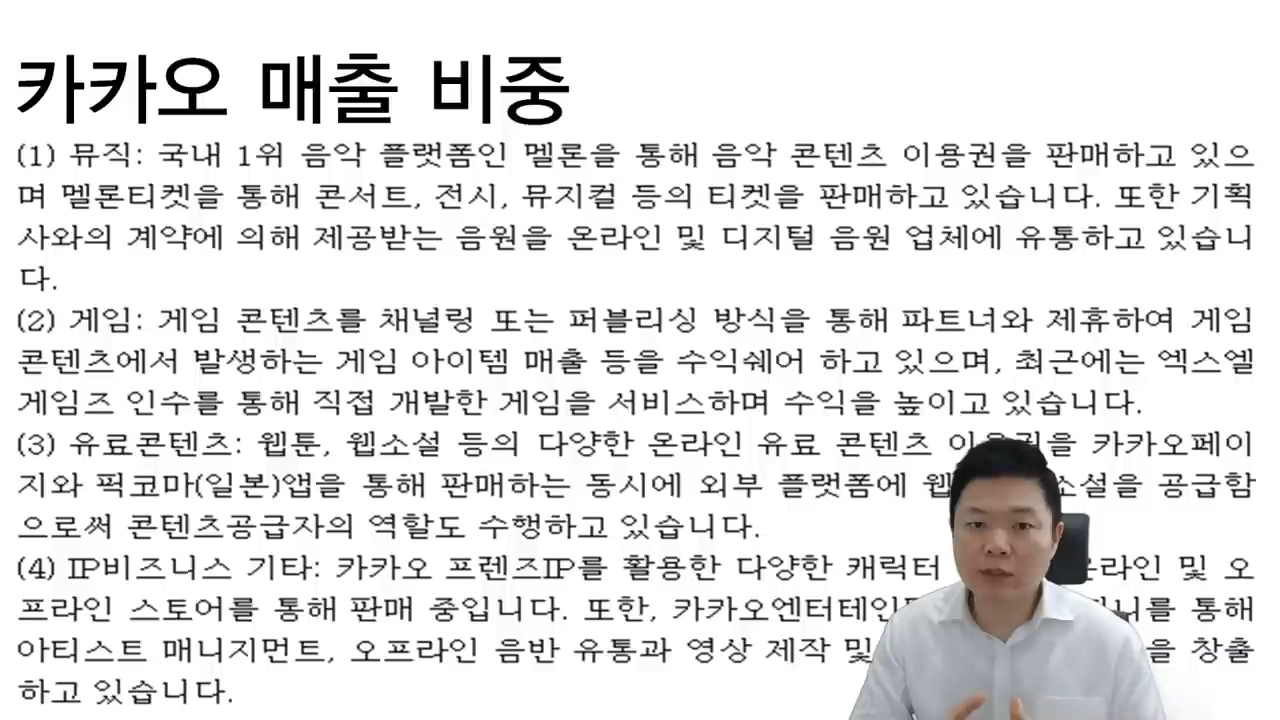 카카오 매출 비중
(1) 뮤직: 국내 1위 음악 플랫폼인 멜론을 통해 음악 콘텐츠 이용권을 판매하고 있으
며 멜론티켓을 통해 콘서트, 전시, 뮤지컬 등의 티켓을 판매하고 있습니다. 또한 기획
사와의 계약에 의해 제공받는 음원을 온라인 및 디지털 음원 업체에 유통하고 있습니
다.
(2) 게임: 게임 콘텐츠를 채널링 또는 퍼블리싱 방식을 통해 파트너와 제휴하여 게임
콘텐츠에서 발생하는 게임 아이템 매출 등을 수익쉐어 하고 있으며, 최근에는 엑스엘
게임즈 인수를 통해 직접 개발한 게임을 서비스하며 수익을 높이고 있습니다.
(3) 유료콘텐츠: 웹툰, 웹소설 등의 다양한 온라인 유료 콘텐츠 이용권을 카카오페이
지와 픽코마(일본)앱을 통해 판매하는 동시에 외부 플랫폼에 웹 소설을 공급함
으로써 콘텐츠공급자의 역할도 수행하고 있습니다.
(4) IP비즈니스 기타: 카카오 프렌즈IP를 활용한 다양한 캐릭터 및 오
프라인 스토어를 통해 판매 중입니다. 또한, 통해
아티스트 매니지먼트, 오프라인 음반 유통과 영상 제작 및 창출
하고 있습니다.